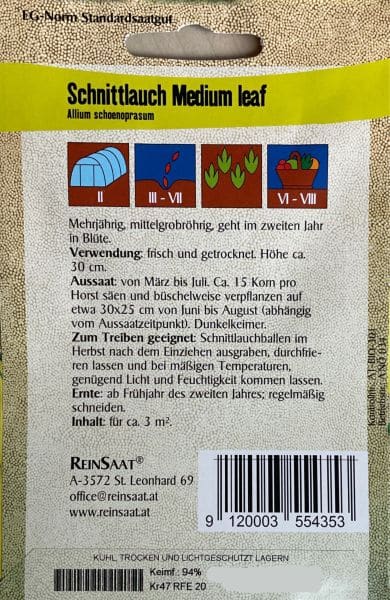 EG-Norm Standardsaatgut
Schnittlauch Medium leaf
Allium schoenoprasum
II
III - VII
VI - VIII
Mehrjährig, mittelgrobröhrig, geht im zweiten Jahr
in Blüte.
Verwendung: frisch und getrocknet. Höhe ca.
30 cm.
Aussaat: von März bis Juli. Ca. 15 Korn pro
Horst säen und büschelweise verpflanzen auf
etwa 30x25 cm von Juni bis August (abhängig
vom Aussaatzeitpunkt). Dunkelkeimer.
Zum Treiben geeignet: Schnittlauchballen im
Herbst nach dem Einziehen ausgraben, durchfrie-
ren lassen und bei mäßigen Temperaturen,
genügend Licht und Feuchtigkeit kommen lassen.
Ernte: ab Frühjahr des zweiten Jahres; regelmäßig
schneiden.
Inhalt: für ca. 3 m².
REINSAAT®
A-3572 St. Leonhard 69
office@reinsaat.at
www.reinsaat.at
9 120003 554353
KÜHL, TROCKEN UND LICHTGESCHÜTZT LAGERN
Keimf.: 94%
Kr47 RFE 20